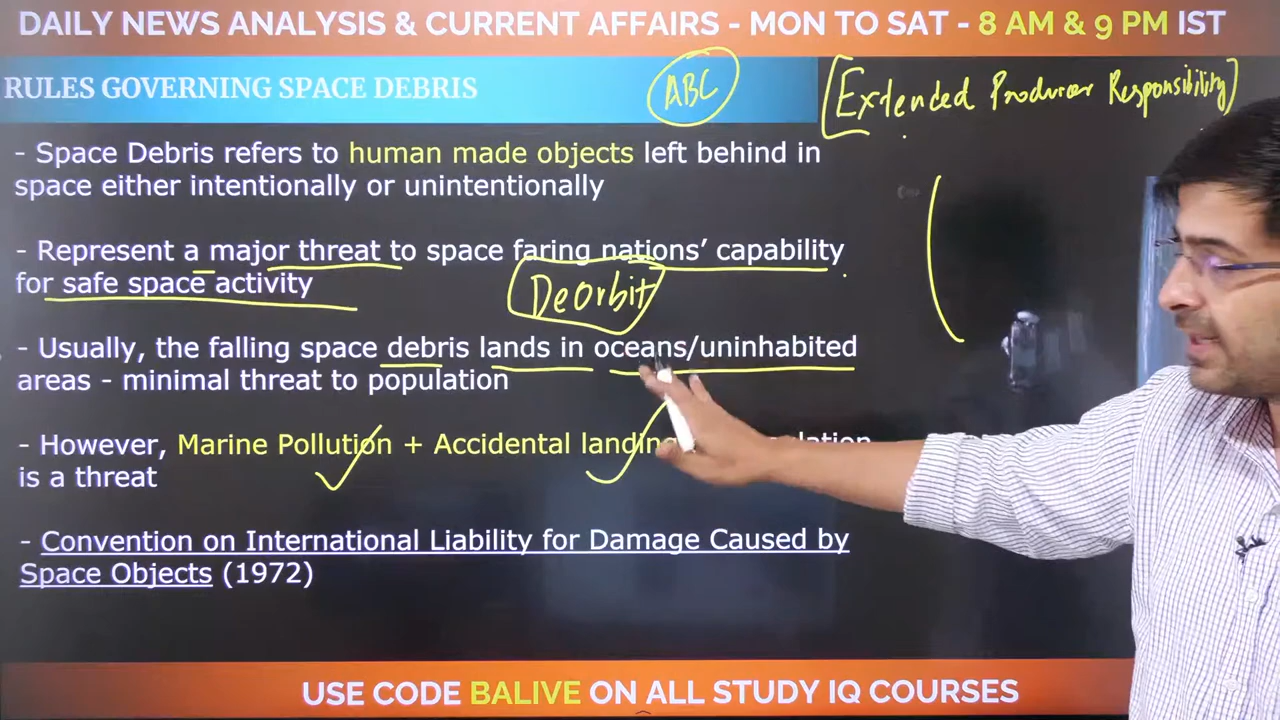 DAILY NEWS ANALYSIS & CURRENT AFFAIRS - MON TO SAT - 8 AM & 9 PM IST
RULES GOVERNING SPACE DEBRIS
ABC
[Extended Producer Responsibility]
- Space Debris refers to human made objects left behind in
space either intentionally or unintentionally
- Represent a major threat to space faring nations’ capability
for safe space activity
DeOrbit
- Usually, the falling space debris lands in oceans/uninhabited
areas - minimal threat to population
- However, Marine Pollution + Accidental landing
is a threat
- Convention on International Liability for Damage Caused by
Space Objects (1972)
USE CODE BALIVE ON ALL STUDY IQ COURSES